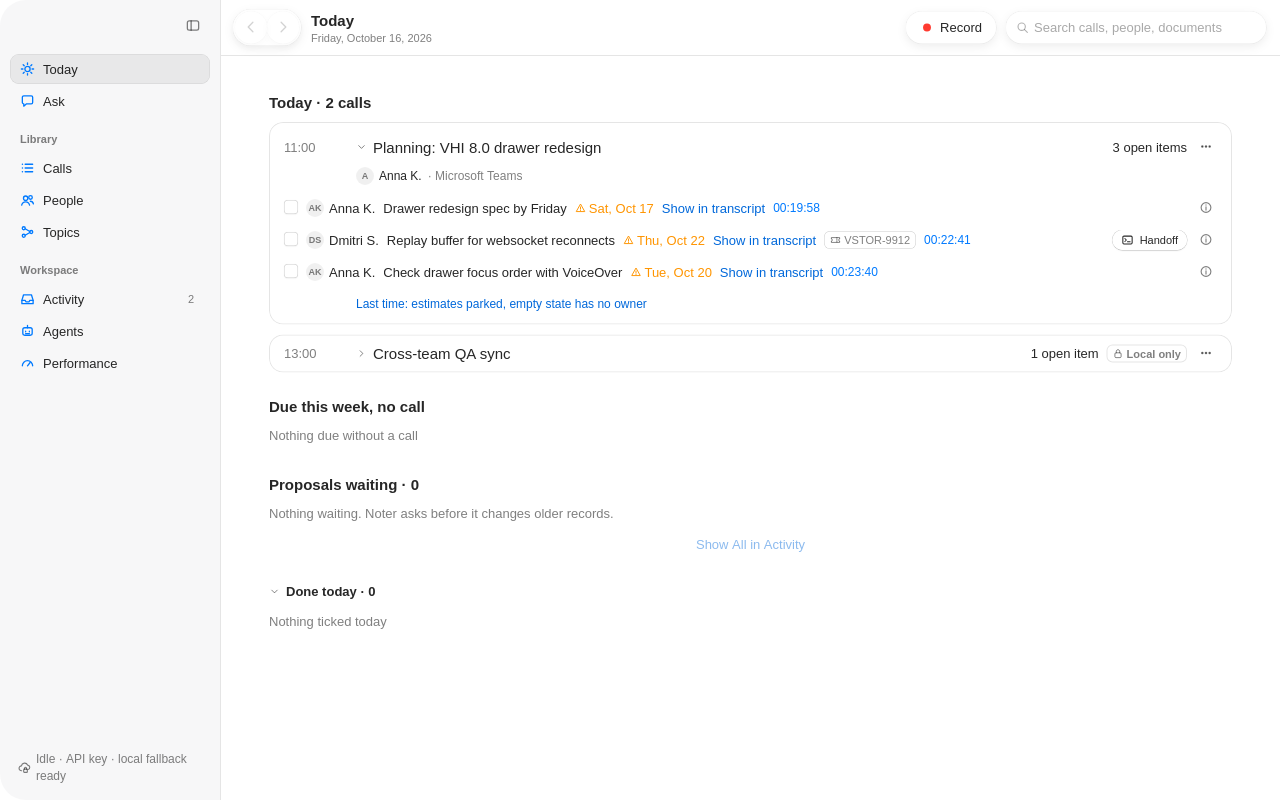 Today
Ask
Library
Calls
People
Topics
Workspace
Activity 2
Agents
Performance
Idle · API key · local fallback
ready
Today
Friday, October 16, 2026
Record
Search calls, people, documents
Today · 2 calls
11:00 Planning: VHI 8.0 drawer redesign 3 open items
A Anna K. · Microsoft Teams
AK Anna K. Drawer redesign spec by Friday Sat, Oct 17 Show in transcript 00:19:58
DS Dmitri S. Replay buffer for websocket reconnects Thu, Oct 22 Show in transcript VSTOR-9912 00:22:41 Handoff
AK Anna K. Check drawer focus order with VoiceOver Tue, Oct 20 Show in transcript 00:23:40
Last time: estimates parked, empty state has no owner
13:00 Cross-team QA sync 1 open item Local only
Due this week, no call
Nothing due without a call
Proposals waiting · 0
Nothing waiting. Noter asks before it changes older records.
Show All in Activity
Done today · 0
Nothing ticked today